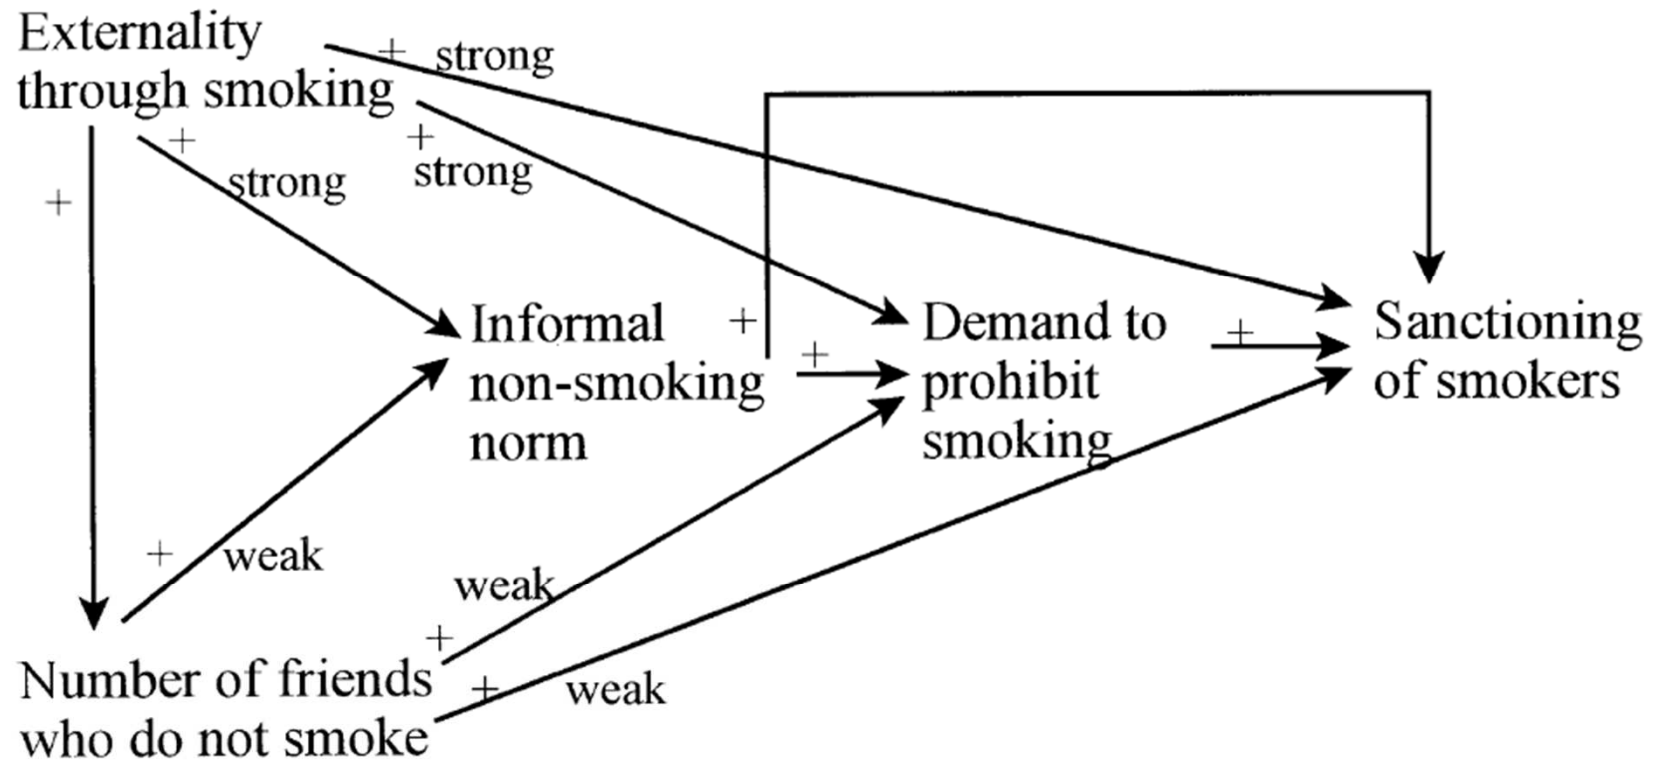 Externality
through smoking
+ strong
+
strong
+
strong
+
Informal
non-smoking
norm
+
+
Demand to
prohibit
smoking
+
Sanctioning
of smokers
+ weak
weak
+
+ weak
Number of friends
who do not smoke